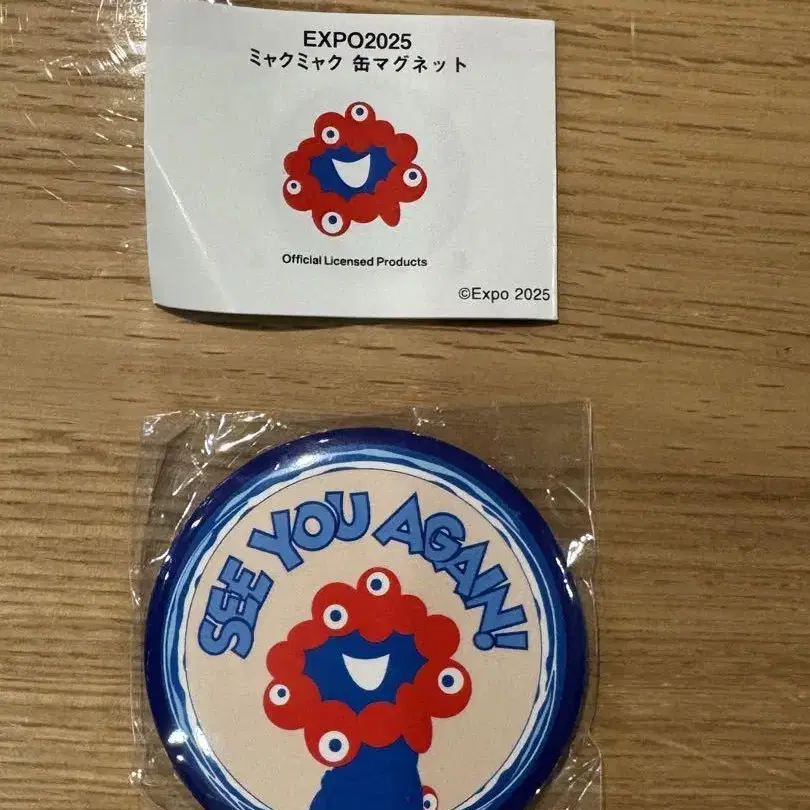 EXPO2025
ミャクミャク 缶マグネット
Official Licensed Products
©Expo 2025
SEE YOU AGAIN!